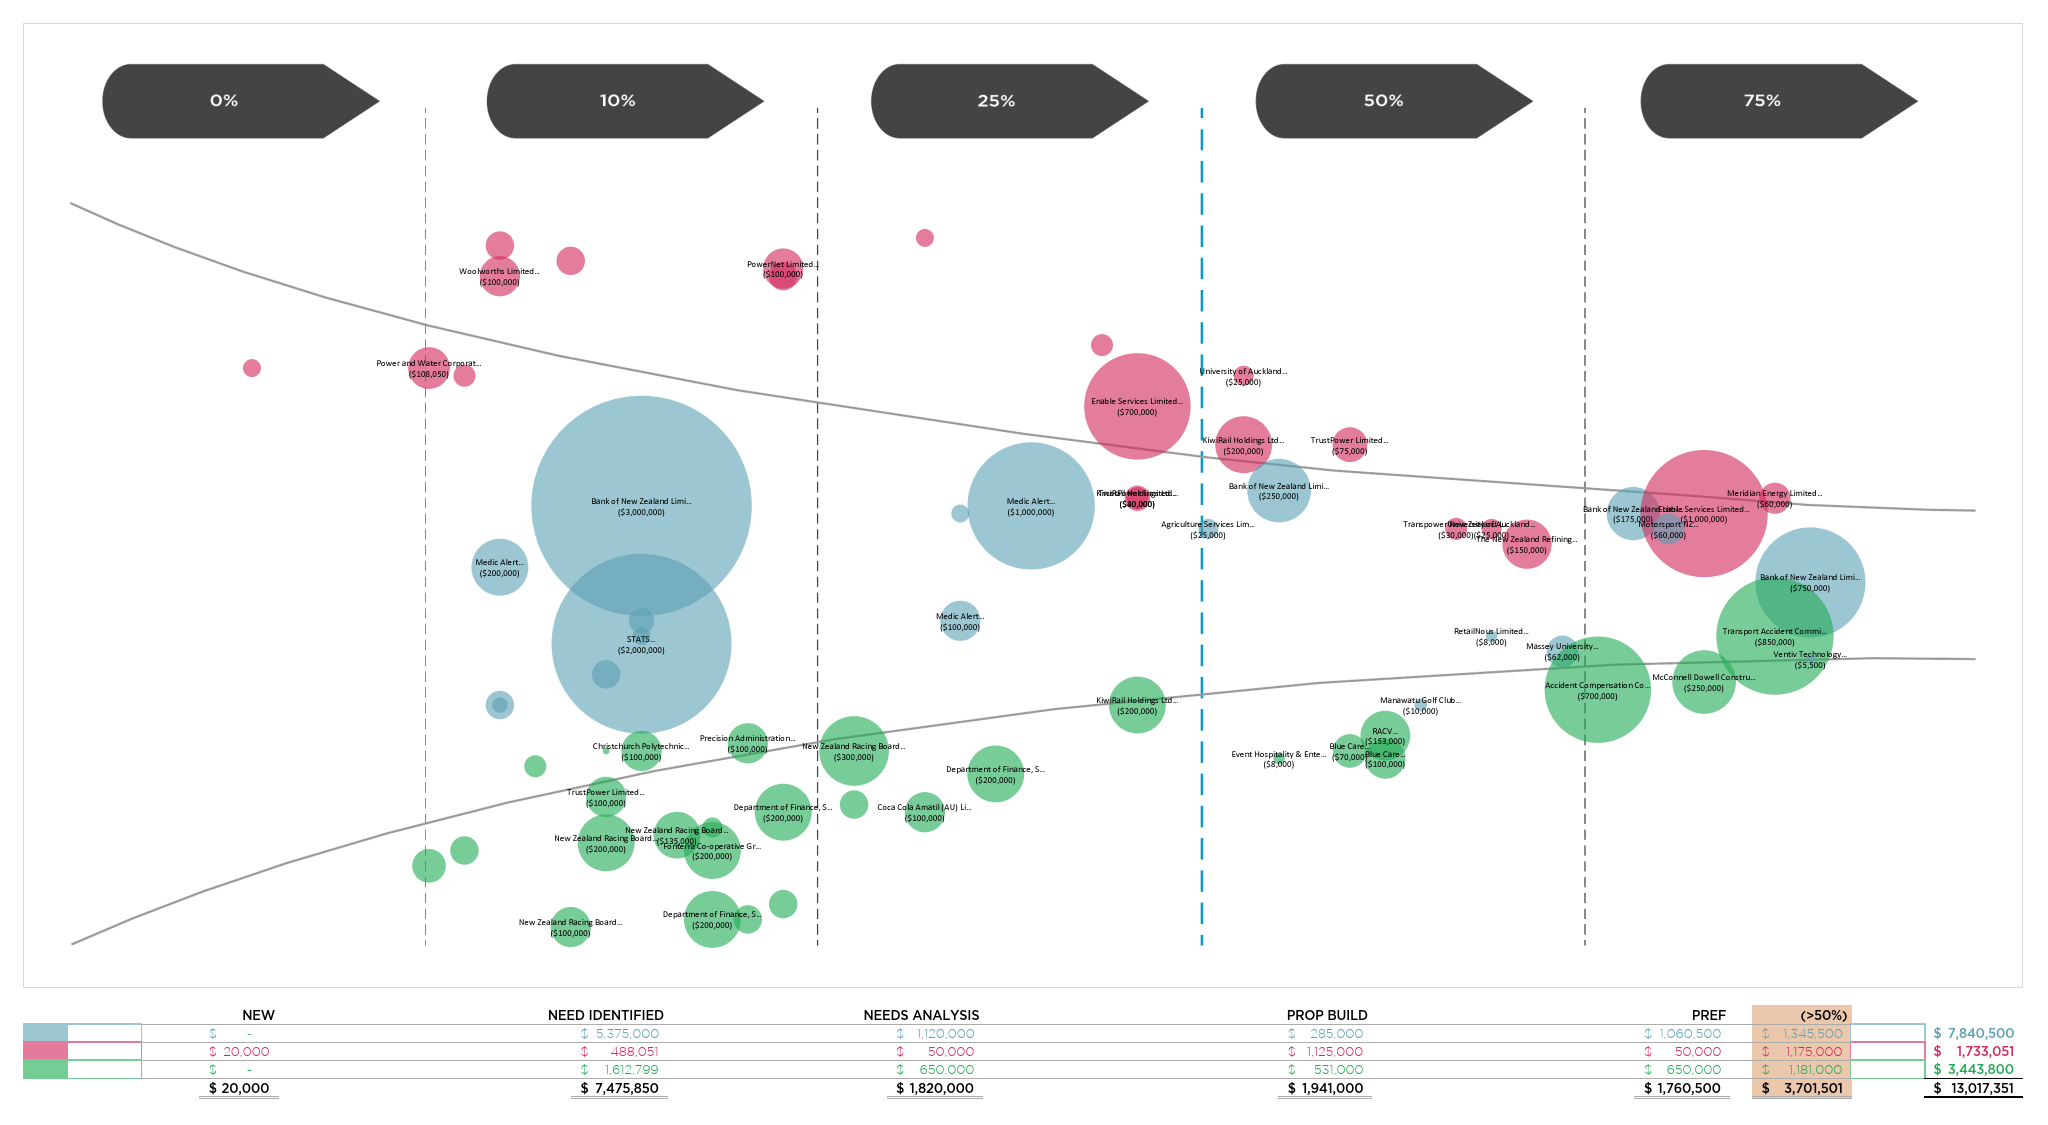 0%
10%
25%
50%
75%
Woolworths Limited...
($100,000)
PowerNet Limited...
($100,000)
Power and Water Corporat...
($108,050)
Enable Services Limited...
($700,000)
University of Auckland...
($25,000)
KiwiRail Holdings Ltd...
($200,000)
TrustPower Limited...
($75,000)
Bank of New Zealand Limi...
($3,000,000)
Medic Alert...
($1,000,000)
Bank of New Zealand Limi...
($250,000)
Agriculture Services Lim...
($25,000)
Transpower New Zealand
($30,000)
University of Auckland...
($25,000)
The New Zealand Refining...
($150,000)
Bank of New Zealand Limi...
($175,000)
Enable Services Limited...
($1,000,000)
Motorsport NZ...
($60,000)
Meridian Energy Limited...
($60,000)
Medic Alert...
($200,000)
Bank of New Zealand Limi...
($750,000)
Medic Alert...
($100,000)
STATS...
($2,000,000)
RetailNous Limited...
($8,000)
Massey University...
($62,000)
Transport Accident Commi...
($850,000)
Ventiv Technology...
($5,500)
Accident Compensation Co...
($700,000)
McConnell Dowell Constru...
($250,000)
KiwiRail Holdings Ltd...
($200,000)
Manawatu Golf Club...
($10,000)
Christchurch Polytechnic...
($100,000)
Precision Administration...
($100,000)
New Zealand Racing Board...
($300,000)
RACV...
($153,000)
Event Hospitality & Ente...
($8,000)
Blue Care...
($70,000)
Blue Care...
($100,000)
Department of Finance, S...
($200,000)
TrustPower Limited...
($100,000)
Department of Finance, S...
($200,000)
Coca Cola Amatil (AU) Li...
($100,000)
New Zealand Racing Board...
($200,000)
New Zealand Racing Board...
($135,000)
Fonterra Co-operative Gr...
($200,000)
New Zealand Racing Board...
($100,000)
Department of Finance, S...
($200,000)
NEW NEED IDENTIFIED NEEDS ANALYSIS PROP BUILD PREF (>50%)
$ - $ 5,375,000 $ 1,120,000 $ 285,000 $ 1,060,500 $ 1,345,500 $ 7,840,500
$ 20,000 $ 488,051 $ 50,000 $ 1,125,000 $ 50,000 $ 1,175,000 $ 1,733,051
$ - $ 1,612,799 $ 650,000 $ 531,000 $ 650,000 $ 1,181,000 $ 3,443,800
$ 20,000 $ 7,475,850 $ 1,820,000 $ 1,941,000 $ 1,760,500 $ 3,701,501 $ 13,017,351